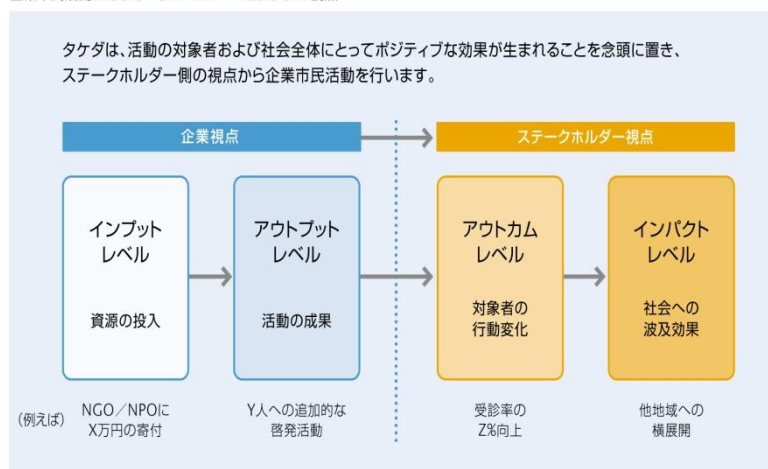 タケダは、活動の対象者および社会全体にとってポジティブな効果が生まれることを念頭に置き、
ステークホルダー側の視点から企業市民活動を行います。
企業視点
ステークホルダー視点
インプット
レベル
資源の投入
アウトプット
レベル
活動の成果
アウトカム
レベル
対象者の
行動変化
インパクト
レベル
社会への
波及効果
(例えば)
NGO/NPOに
X万円の寄付
Y人への追加的な
啓発活動
受診率の
Z%向上
他地域への
横展開